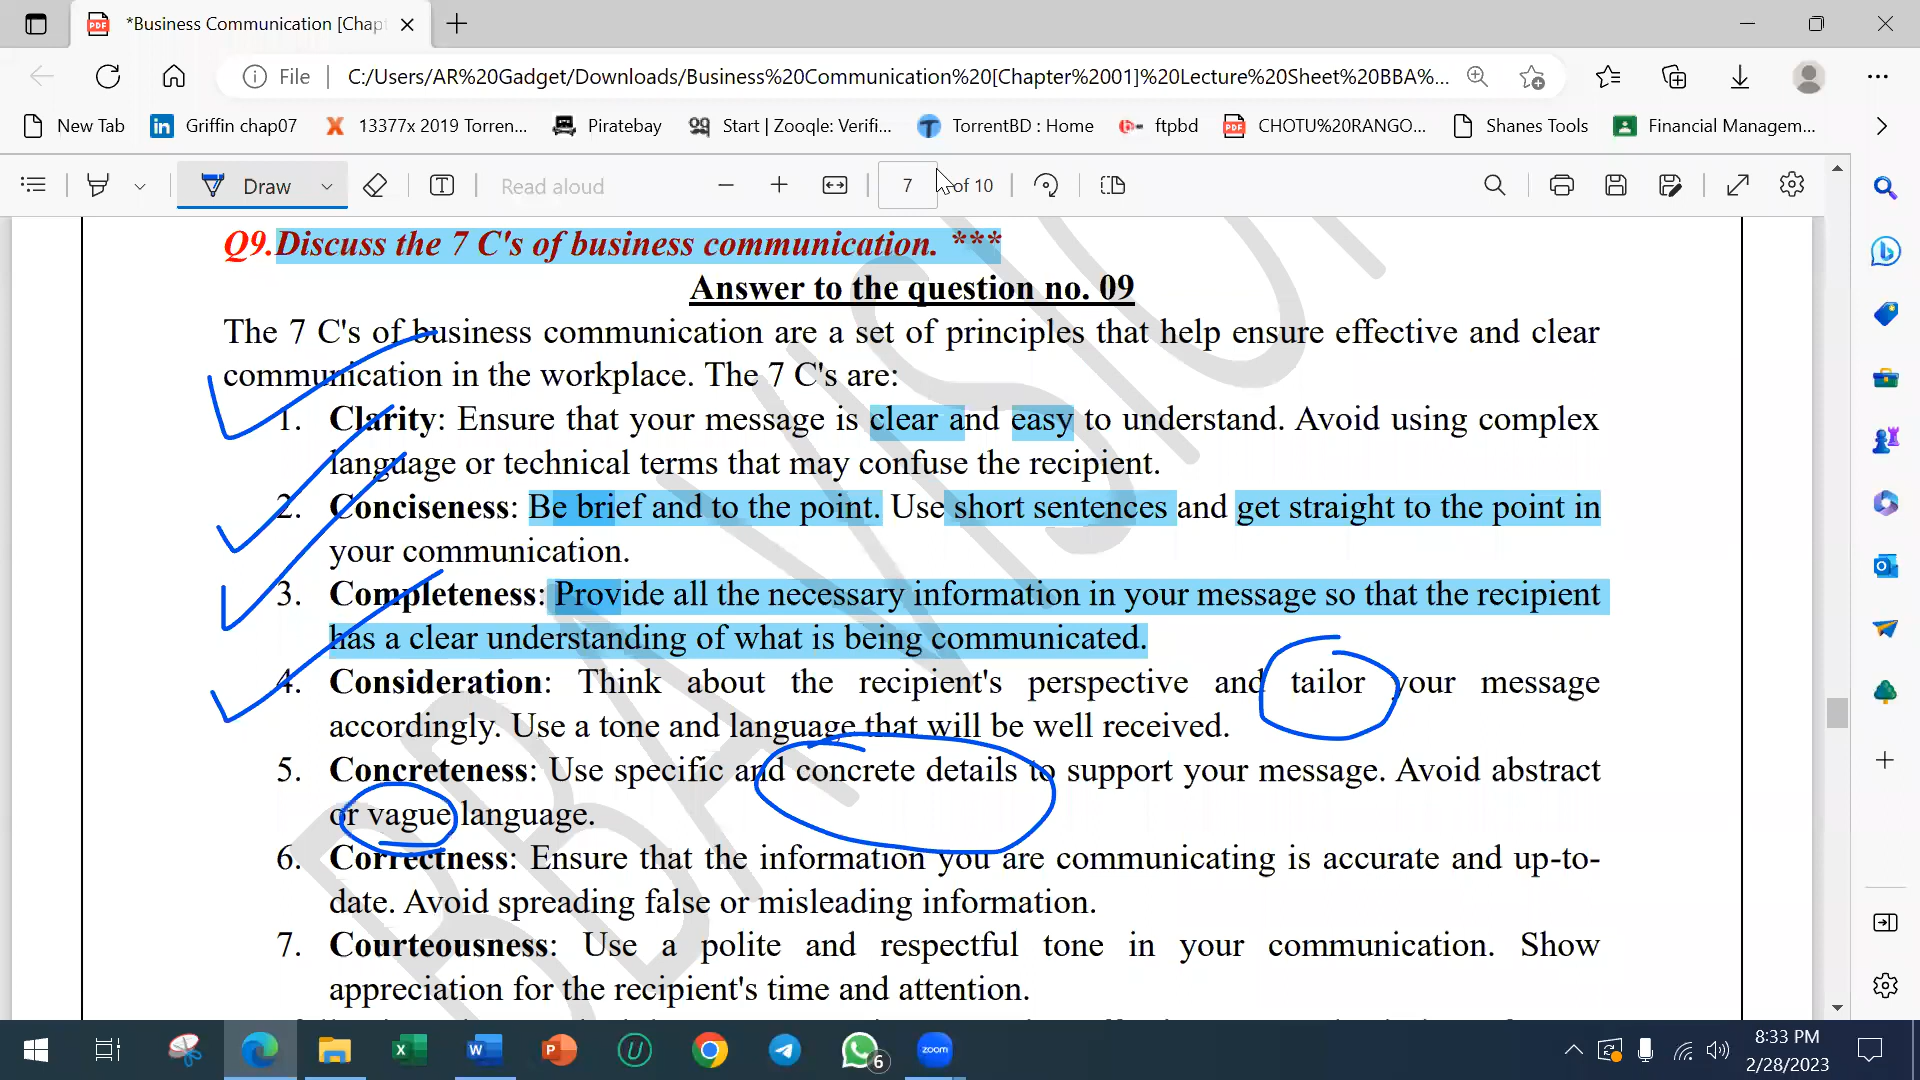 *Business Communication [Chapt
File
C:/Users/AR%20Gadget/Downloads/Business%20Communication%20[Chapter%2001]%20Lecture%20Sheet%20BBA%...
New Tab
Griffin chap07
13377x 2019 Torren...
Piratebay
Start | Zooqle: Verifi...
TorrentBD : Home
ftpbd
CHOTU%20RANGO...
Shanes Tools
Financial Managem...
Draw
Read aloud
7
of 10
Q9.Discuss the 7 C's of business communication. ***
Answer to the question no. 09
The 7 C's of business communication are a set of principles that help ensure effective and clear
communication in the workplace. The 7 C's are:
1. Clarity: Ensure that your message is clear and easy to understand. Avoid using complex
language or technical terms that may confuse the recipient.
2. Conciseness: Be brief and to the point. Use short sentences and get straight to the point in
your communication.
3. Completeness: Provide all the necessary information in your message so that the recipient
has a clear understanding of what is being communicated.
4. Consideration: Think about the recipient's perspective and tailor your message
accordingly. Use a tone and language that will be well received.
5. Concreteness: Use specific and concrete details to support your message. Avoid abstract
or vague language.
6. Correctness: Ensure that the information you are communicating is accurate and up-to-
date. Avoid spreading false or misleading information.
7. Courteousness: Use a polite and respectful tone in your communication. Show
appreciation for the recipient's time and attention.
BBA VISION
zoom
6
8:33 PM
2/28/2023